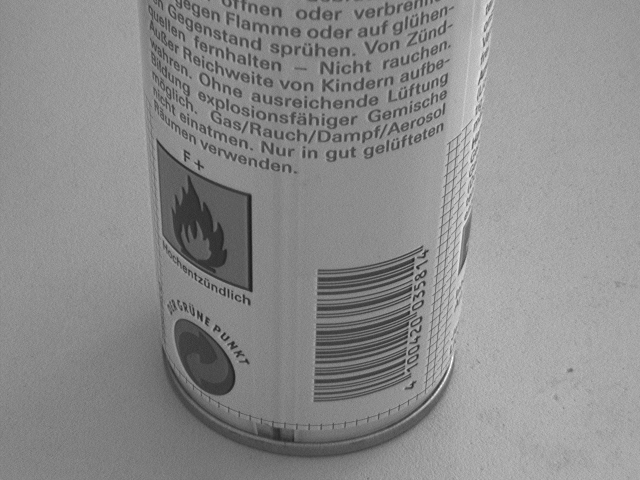 öffnen oder verbrennen
gegen Flamme oder auf glühen-
Gegenstand sprühen. Von Zünd-
quellen fernhalten – Nicht rauchen.
Außer Reichweite von Kindern aufbe-
wahren. Ohne ausreichende Lüftung
Bildung explosionsfähiger Gemische
möglich. Gas/Rauch/Dampf/Aerosol
nicht einatmen. Nur in gut gelüfteten
Räumen verwenden.
F+
Hochentzündlich
DER GRÜNE PUNKT
4 100420 035814